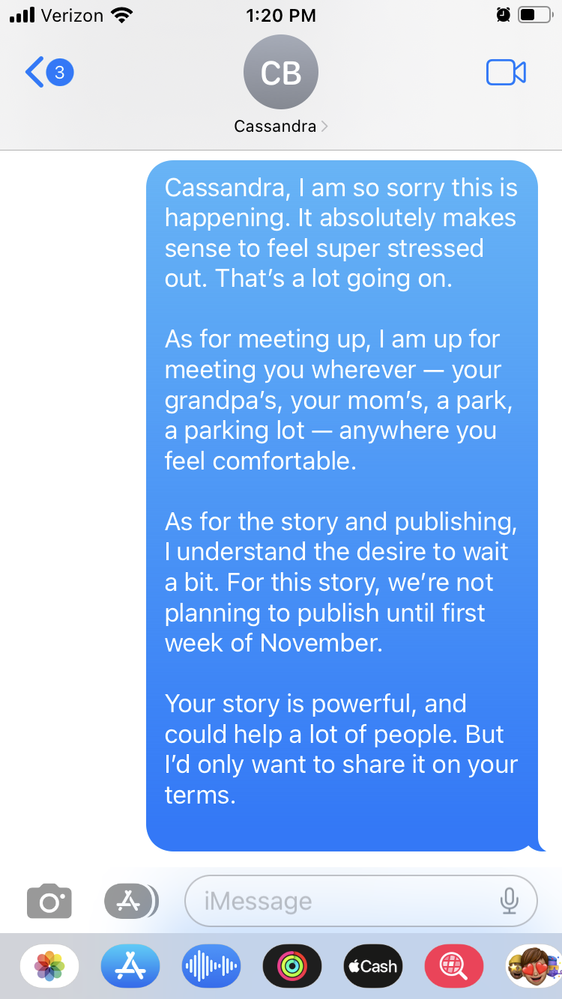 Verizon 1:20 PM
3
CB
Cassandra
Cassandra, I am so sorry this is
happening. It absolutely makes
sense to feel super stressed
out. That’s a lot going on.
As for meeting up, I am up for
meeting you wherever — your
grandpa’s, your mom’s, a park,
a parking lot — anywhere you
feel comfortable.
As for the story and publishing,
I understand the desire to wait
a bit. For this story, we’re not
planning to publish until first
week of November.
Your story is powerful, and
could help a lot of people. But
I’d only want to share it on your
terms.
iMessage
Cash